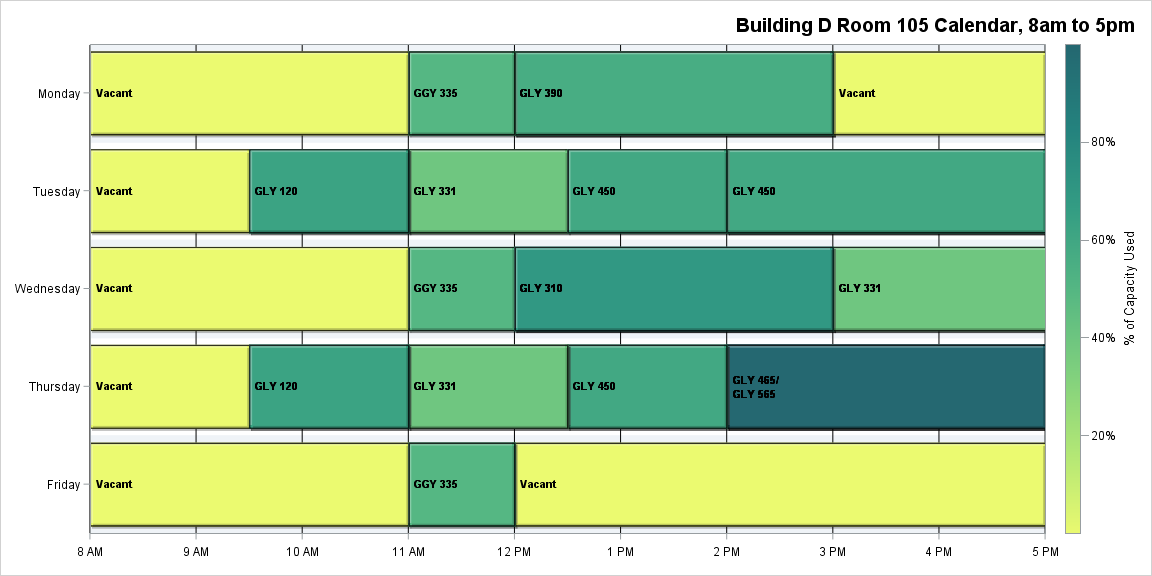 Building D Room 105 Calendar, 8am to 5pm
Monday
Vacant
GGY 335
GLY 390
Vacant
Tuesday
Vacant
GLY 120
GLY 331
GLY 450
GLY 450
Wednesday
Vacant
GGY 335
GLY 310
GLY 331
Thursday
Vacant
GLY 120
GLY 331
GLY 450
GLY 465/
GLY 565
Friday
Vacant
GGY 335
Vacant
8 AM
9 AM
10 AM
11 AM
12 PM
1 PM
2 PM
3 PM
4 PM
5 PM
80%
60%
40%
20%
% of Capacity Used